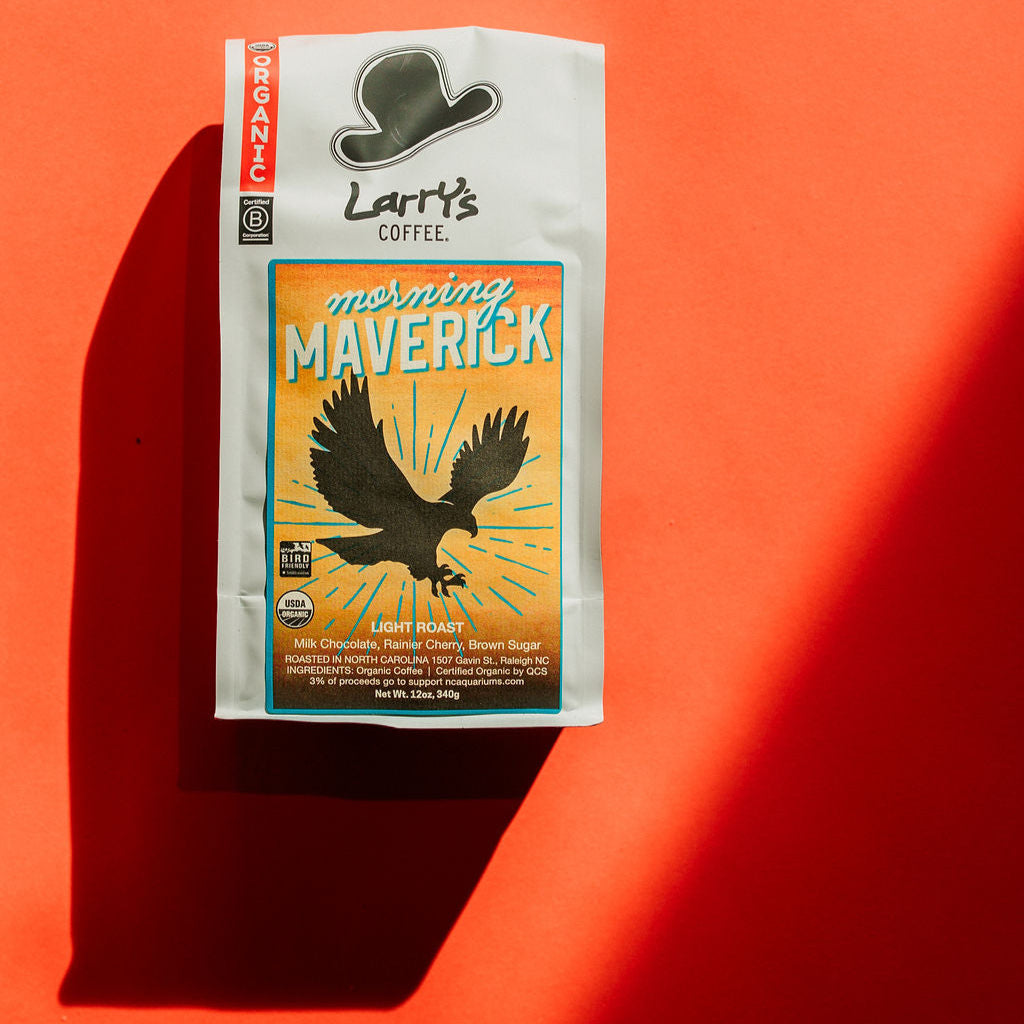 USDA
ORGANIC
Certified
B
Corporation
Larry's
COFFEE®
morning
MAVERICK
BIRD
FRIENDLY
USDA
ORGANIC
LIGHT ROAST
Milk Chocolate, Rainier Cherry, Brown Sugar
ROASTED IN NORTH CAROLINA 1507 Gavin St., Raleigh NC
INGREDIENTS: Organic Coffee | Certified Organic by QCS
3% of proceeds go to support ncaquariums.com
Net Wt. 12oz, 340g